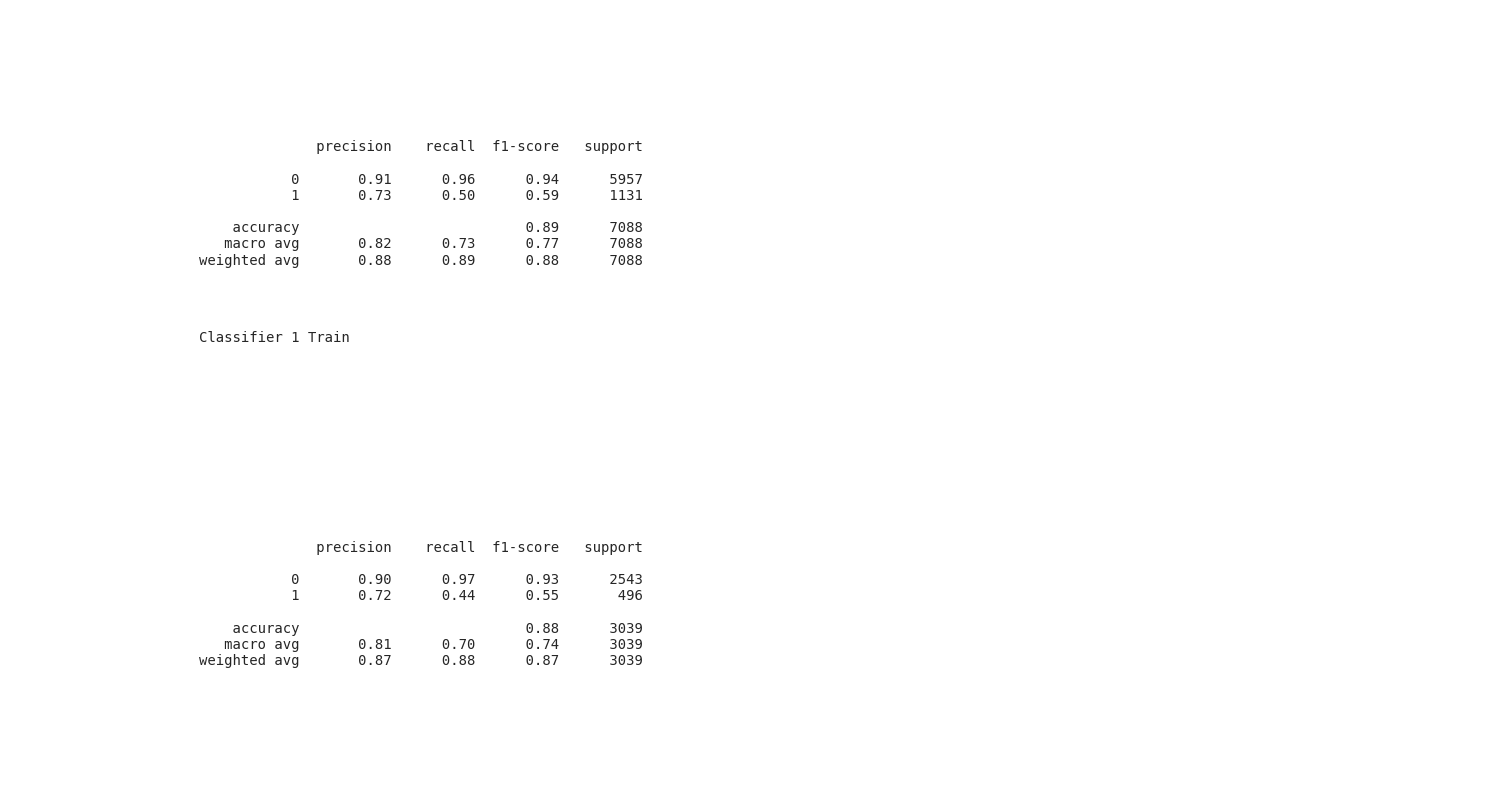 precision recall f1-score support
0 0.91 0.96 0.94 5957
1 0.73 0.50 0.59 1131
accuracy 0.89 7088
macro avg 0.82 0.73 0.77 7088
weighted avg 0.88 0.89 0.88 7088
Classifier 1 Train
precision recall f1-score support
0 0.90 0.97 0.93 2543
1 0.72 0.44 0.55 496
accuracy 0.88 3039
macro avg 0.81 0.70 0.74 3039
weighted avg 0.87 0.88 0.87 3039